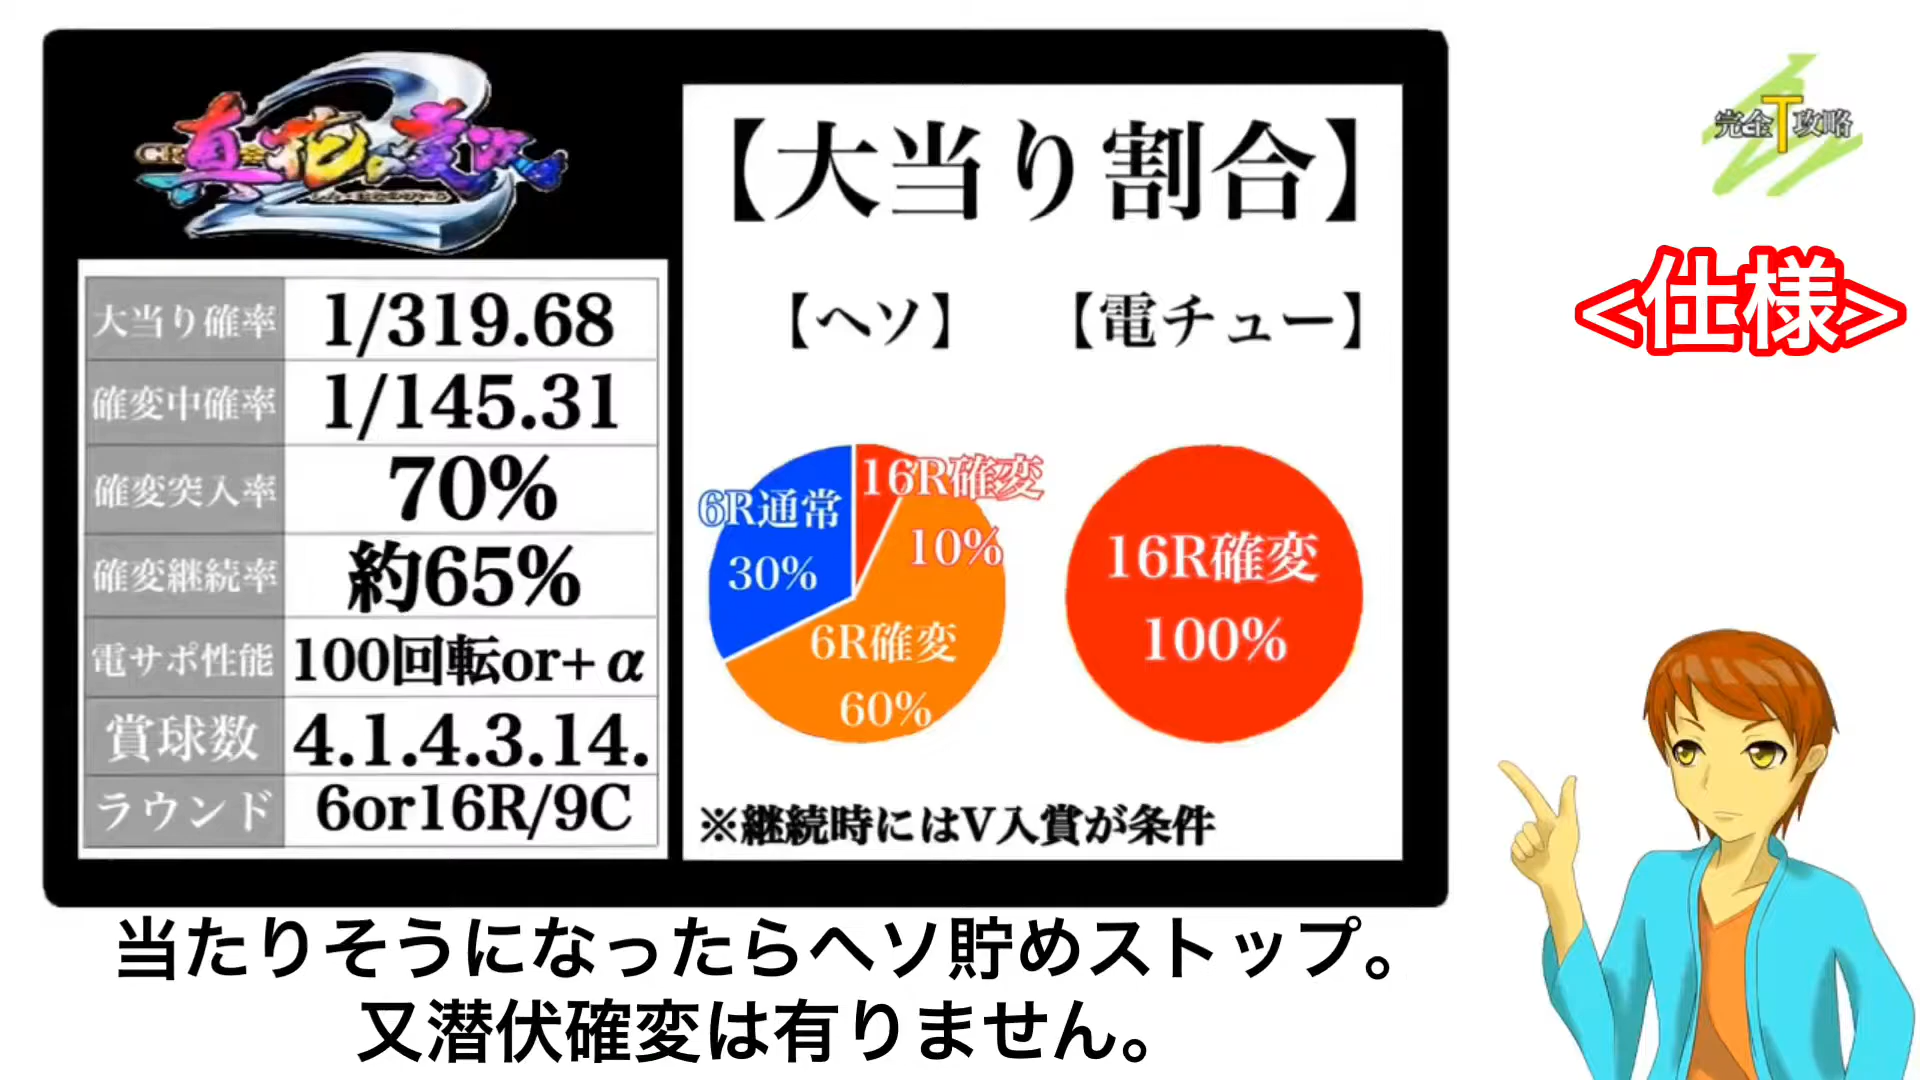 CR真・花の慶次2
大当り確率 1/319.68
確変中確率 1/145.31
確変突入率 70%
確変継続率 約65%
電サポ性能 100回転or+α
賞球数 4.1.4.3.14.
ラウンド 6or16R/9C
【大当り割合】
【ヘソ】 【電チュー】
6R通常
30%
16R確変
10%
6R確変
60%
16R確変
100%
※継続時にはV入賞が条件
完全T攻略
<仕様>
当たりそうになったらヘソ貯めストップ。
又潜伏確変は有りません。